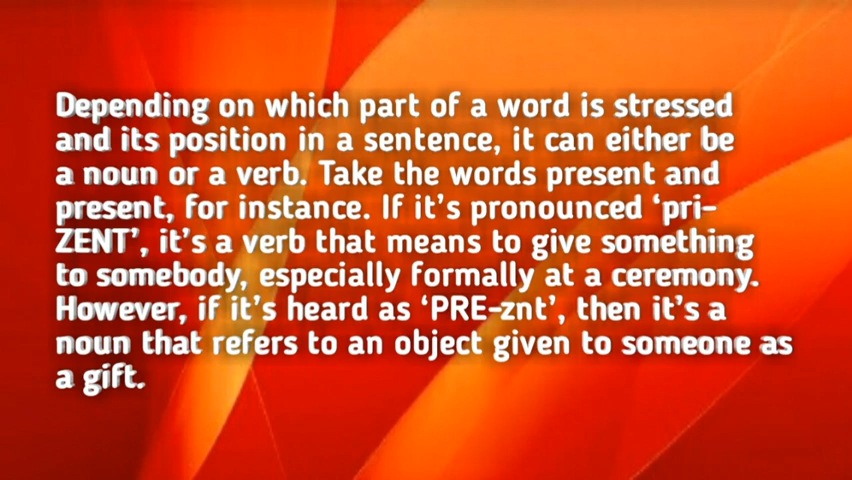 Depending on which part of a word is stressed
and its position in a sentence, it can either be
a noun or a verb. Take the words present and
present, for instance. If it's pronounced ‘pri-
ZENT’, it's a verb that means to give something
to somebody, especially formally at a ceremony.
However, if it's heard as ‘PRE-znt’, then it's a
noun that refers to an object given to someone as
a gift.